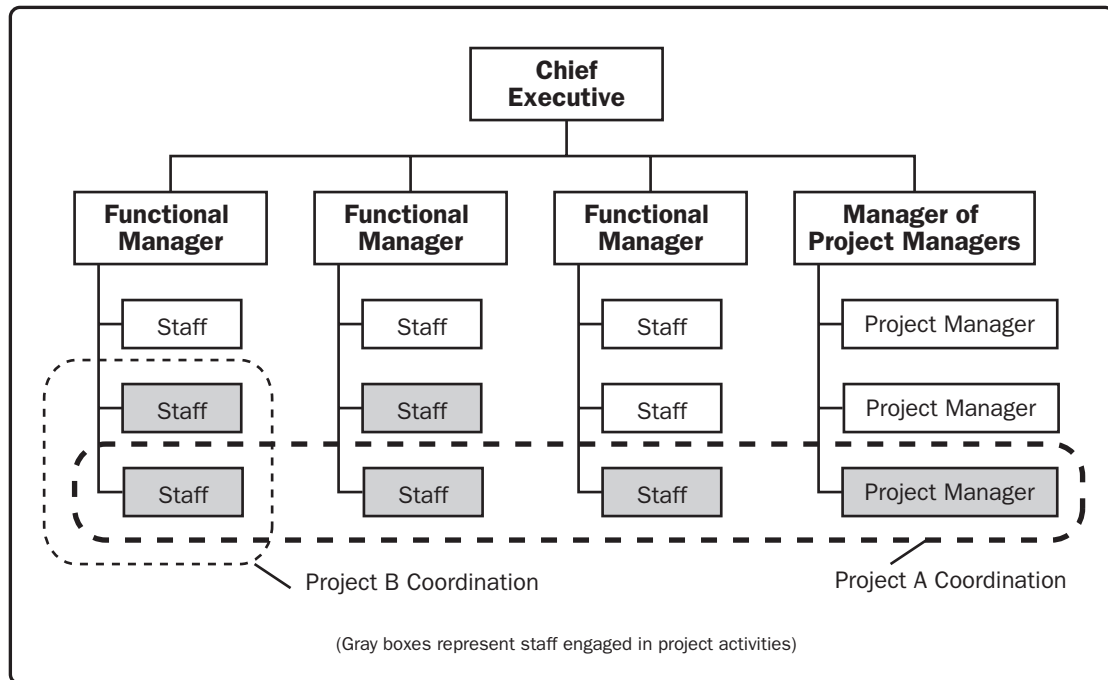 Chief
Executive
Functional
Manager
Functional
Manager
Functional
Manager
Manager of
Project Managers
Staff
Staff
Staff
Project Manager
Staff
Staff
Staff
Project Manager
Staff
Staff
Staff
Project Manager
Project B Coordination
Project A Coordination
(Gray boxes represent staff engaged in project activities)